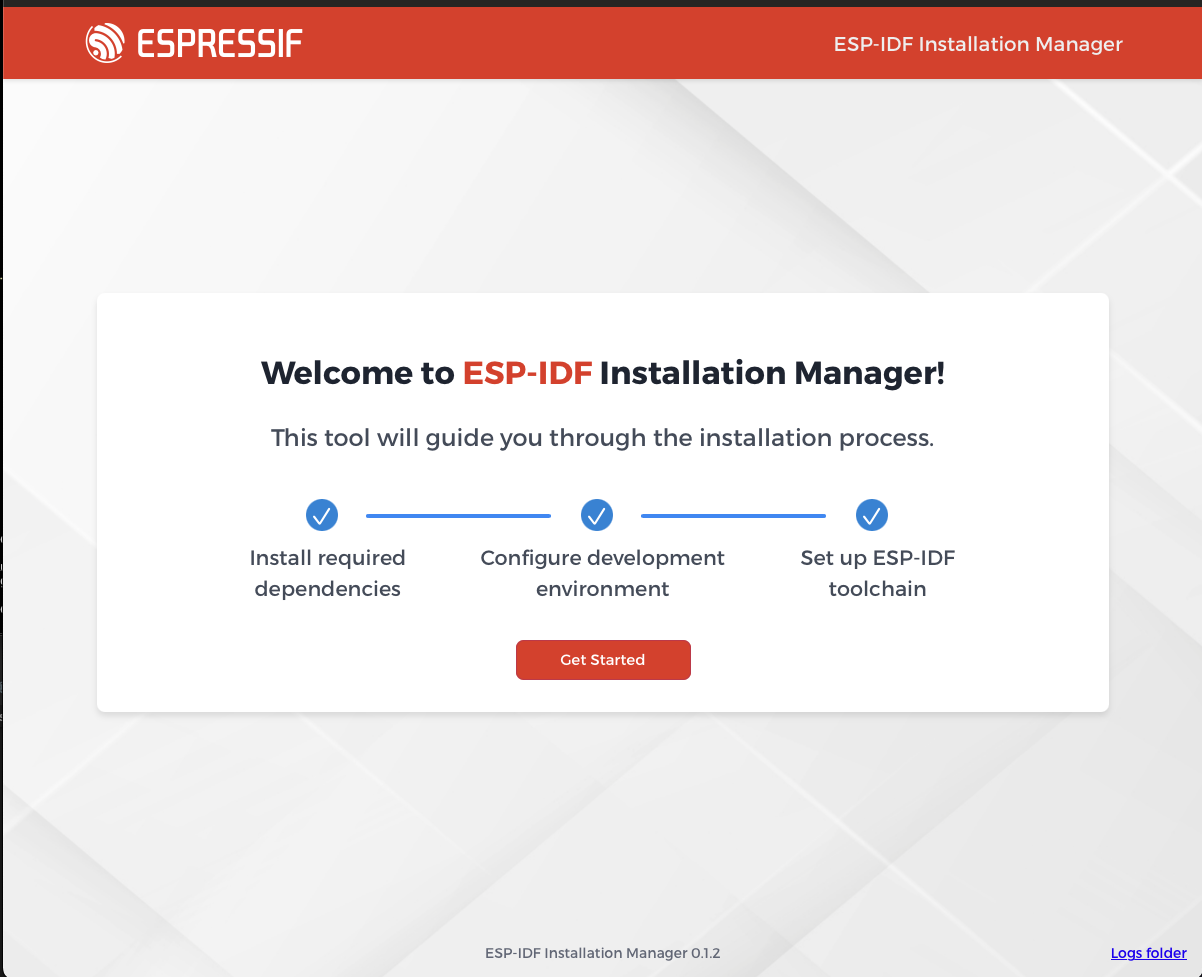 ESPRESSIF
ESP-IDF Installation Manager
Welcome to ESP-IDF Installation Manager!
This tool will guide you through the installation process.
Install required
dependencies
Configure development
environment
Set up ESP-IDF
toolchain
Get Started
ESP-IDF Installation Manager 0.1.2
Logs folder